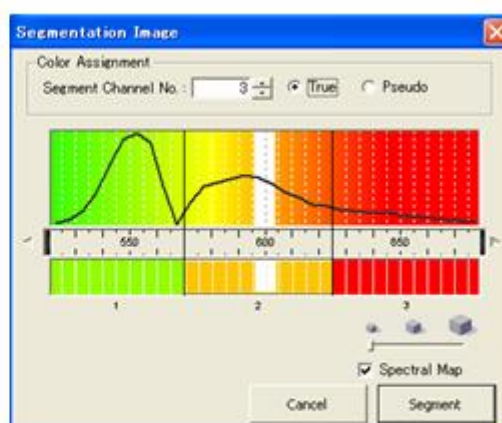 Segmentation Image
Color Assignment
Segment Channel No. : 3 True Pseudo
550 600 650
1 2 3
Spectral Map
Cancel Segment